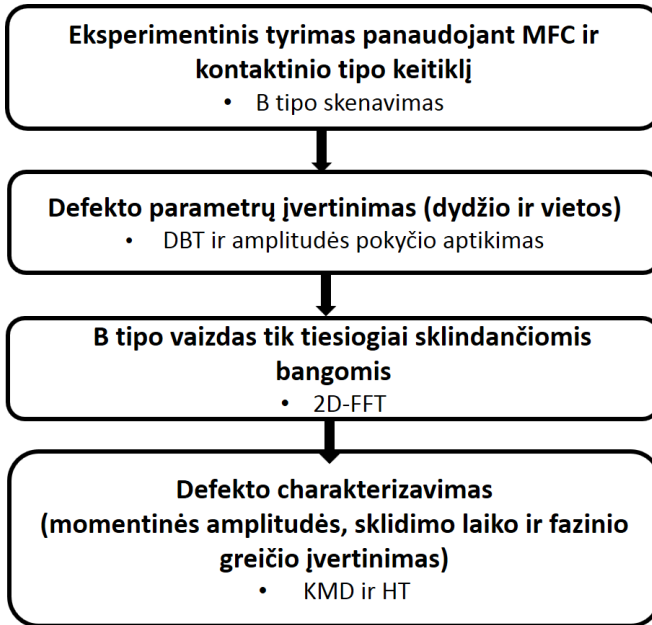 Eksperimentinis tyrimas panaudojant MFC ir
kontaktinio tipo keitiklį
• B tipo skenavimas
Defekto parametrų įvertinimas (dydžio ir vietos)
• DBT ir amplitudės pokyčio aptikimas
B tipo vaizdas tik tiesiogiai sklindančiomis
bangomis
• 2D-FFT
Defekto charakterizavimas
(momentinės amplitudės, sklidimo laiko ir fazinio
greičio įvertinimas)
• KMD ir HT